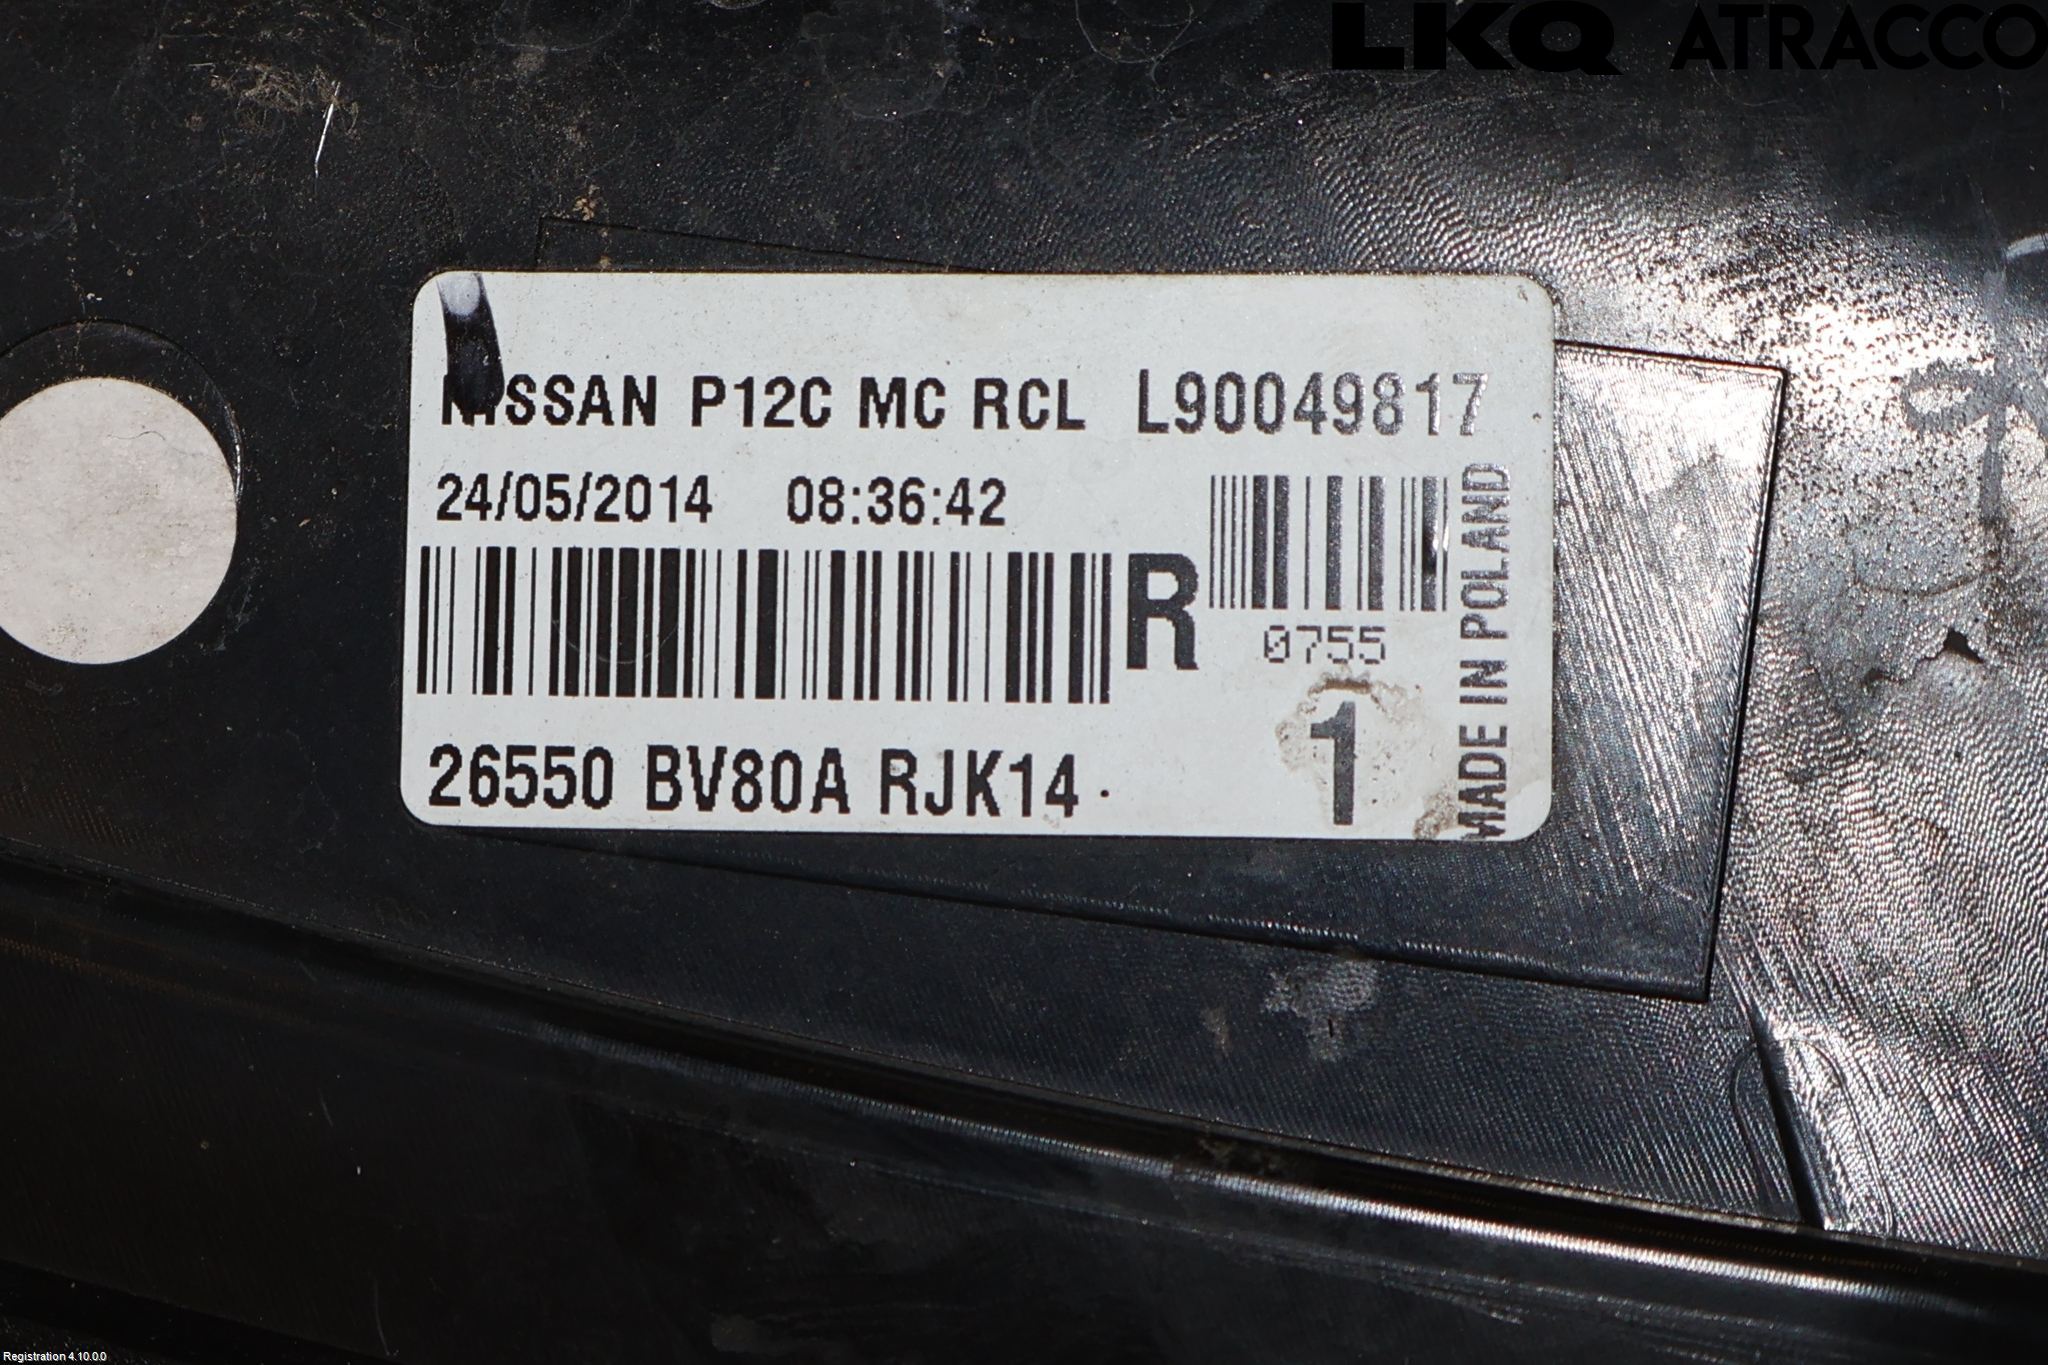 LKQ ATRACCO
NISSAN P12C MC RCL L90049817
24/05/2014 08:36:42
R
0755
1
MADE IN POLAND
26550 BV80A RJK14
Registration 4.10.0.0